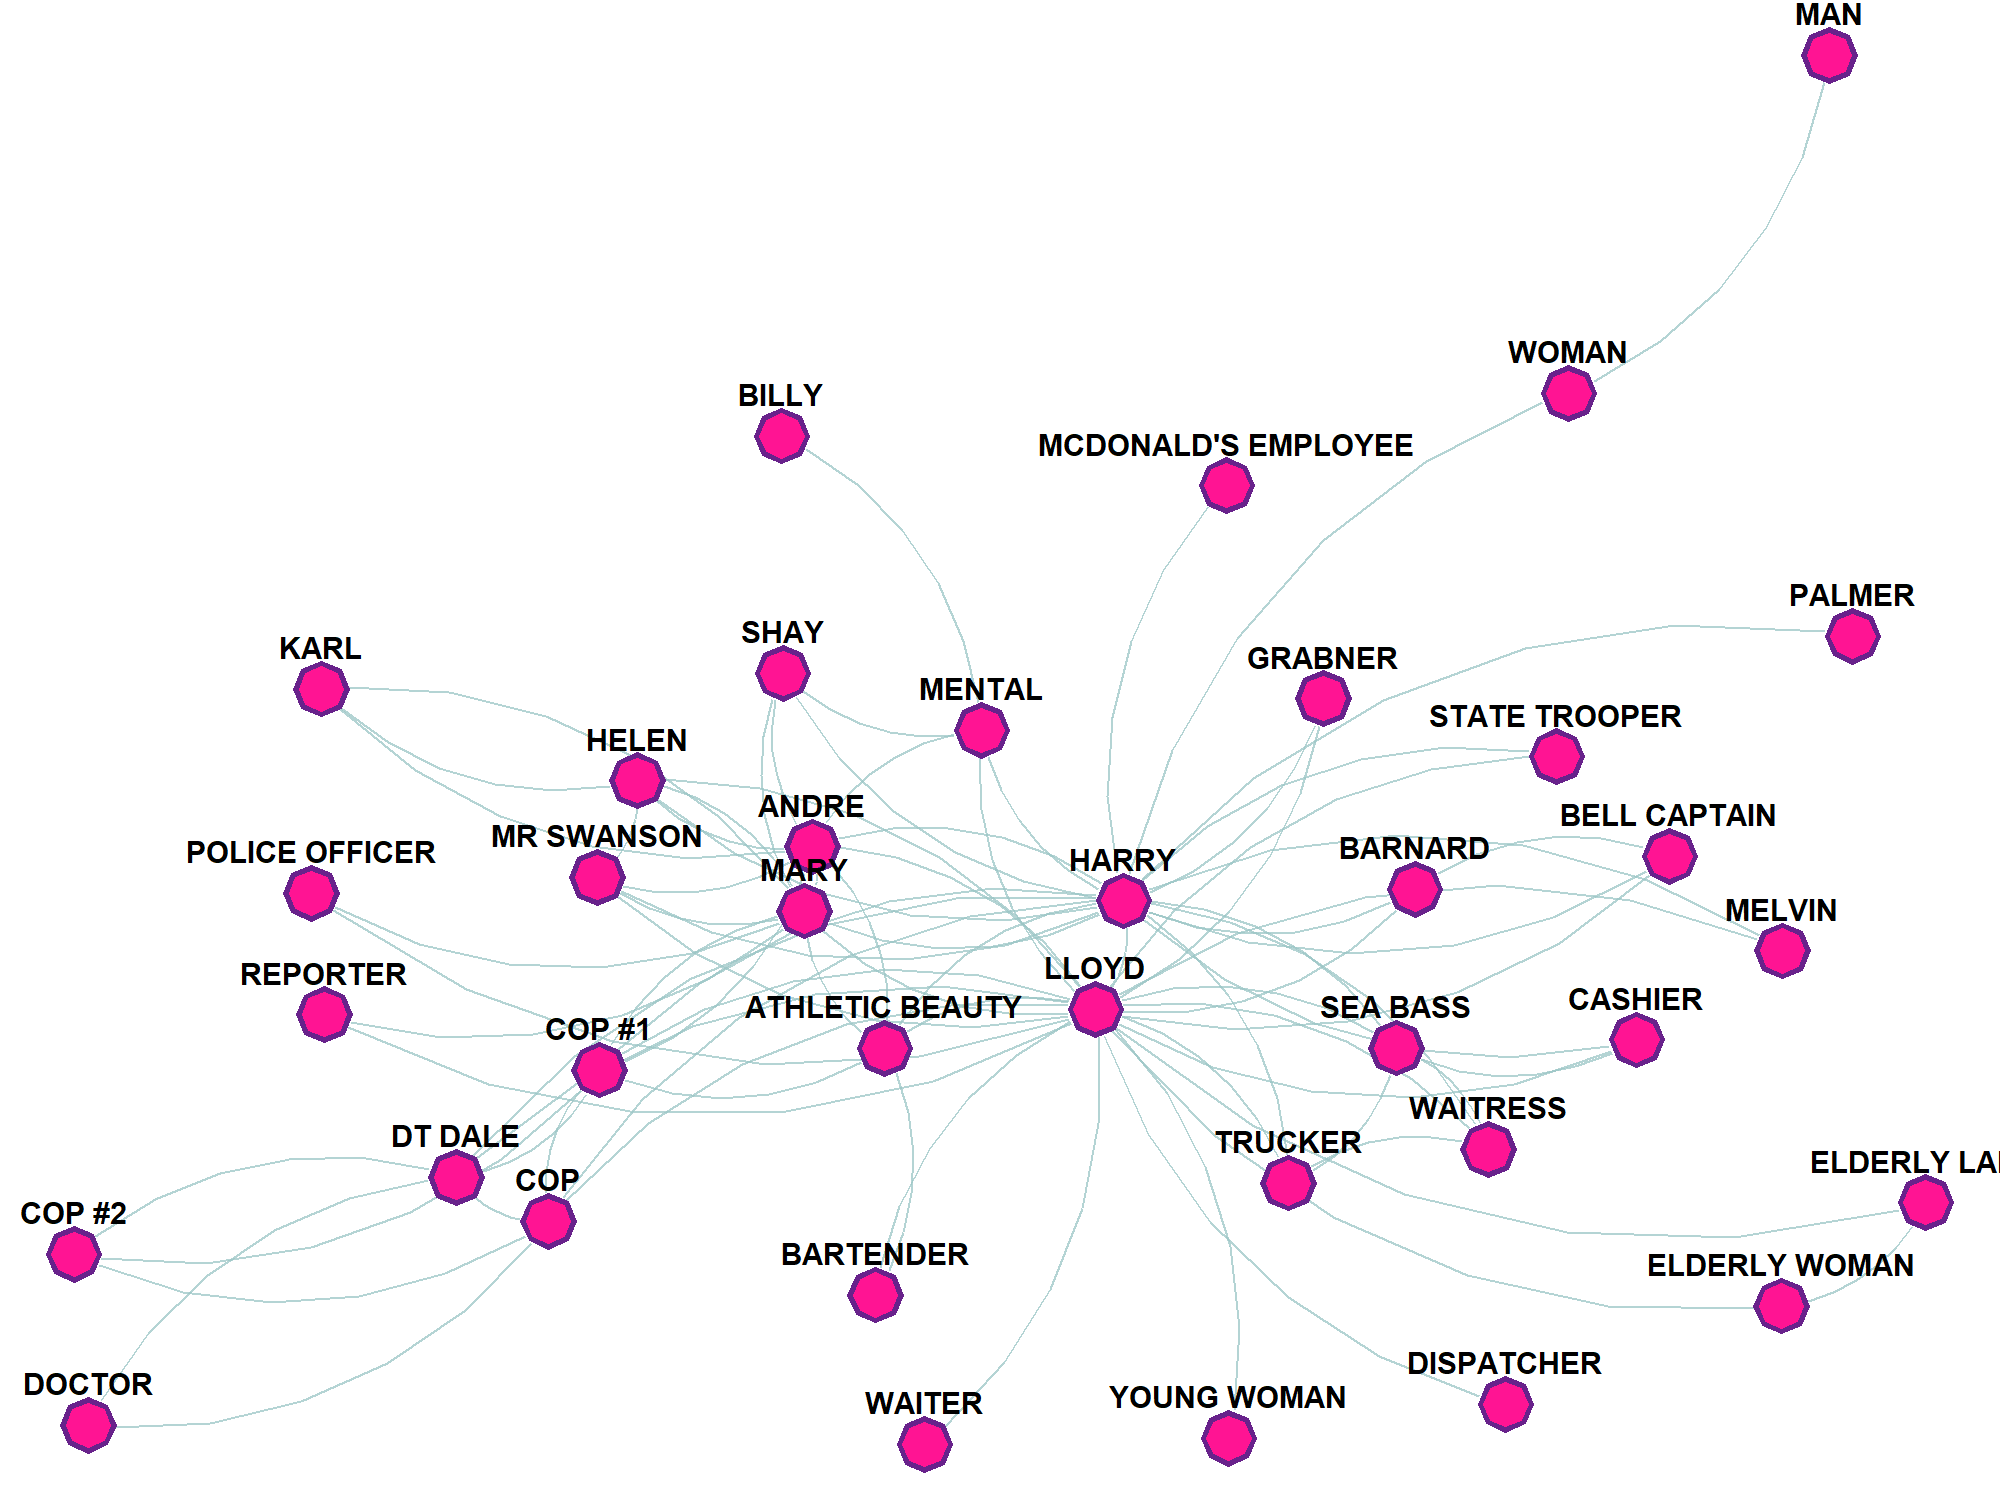 MAN
WOMAN
BILLY
MCDONALD'S EMPLOYEE
PALMER
SHAY
KARL
GRABNER
MENTAL
STATE TROOPER
HELEN
ANDRE
BELL CAPTAIN
MR SWANSON
BARNARD
POLICE OFFICER
HARRY
MARY
MELVIN
LLOYD
REPORTER
CASHIER
ATHLETIC BEAUTY
SEA BASS
COP #1
WAITRESS
DT DALE
TRUCKER
ELDERLY LA
COP
COP #2
BARTENDER
ELDERLY WOMAN
DISPATCHER
DOCTOR
YOUNG WOMAN
WAITER